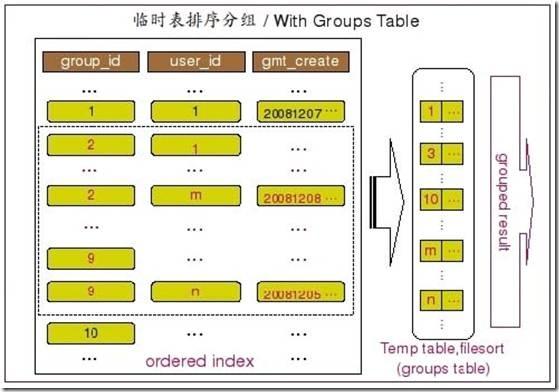 临时表排序分组 / With Groups Table
group_id user_id gmt_create
... ... ...
1 1 20081207 ...
2 1
... ...
2 m 20081208 ...
... ... ...
9 ...
9 n 20081205 ...
10 ... ...
... ordered index ...
...
1 ...
...
3 ...
...
10 ...
...
m ...
...
n ...
...
Temp table,filesort
(groups table)
grouped result